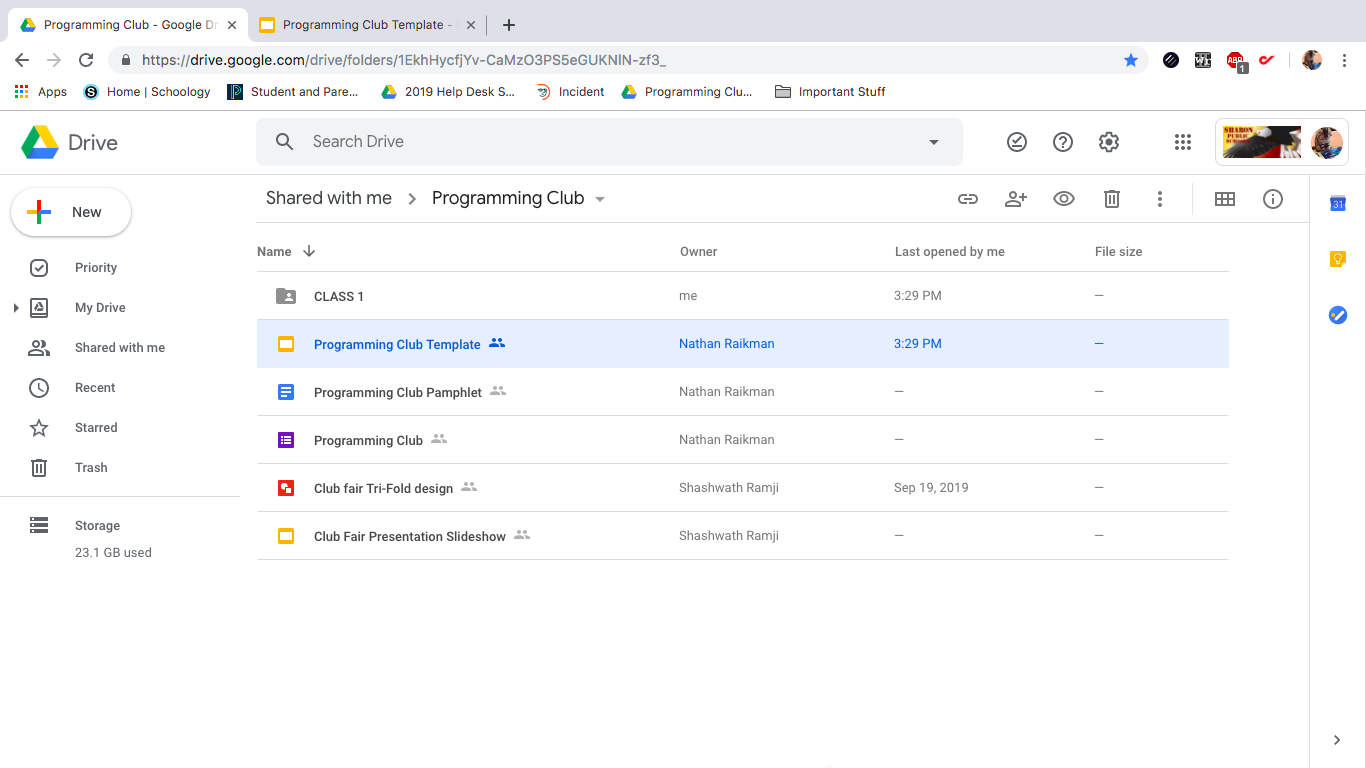 Programming Club - Google Dr
Programming Club Template -
https://drive.google.com/drive/folders/1EkhHycfjYv-CaMzO3PS5eGUKNlN-zf3_
ABP
1
Apps
Home | Schoology
Student and Pare...
2019 Help Desk S...
Incident
Programming Clu...
Important Stuff
Drive
Search Drive
SHARON
PUBLIC
New
Shared with me
Programming Club
31
Name
Owner
Last opened by me
File size
Priority
My Drive
Shared with me
Recent
Starred
Trash
Storage
23.1 GB used
CLASS 1
me
3:29 PM
—
Programming Club Template
Nathan Raikman
3:29 PM
—
Programming Club Pamphlet
Nathan Raikman
—
—
Programming Club
Nathan Raikman
—
—
Club fair Tri-Fold design
Shashwath Ramji
Sep 19, 2019
—
Club Fair Presentation Slideshow
Shashwath Ramji
—
—